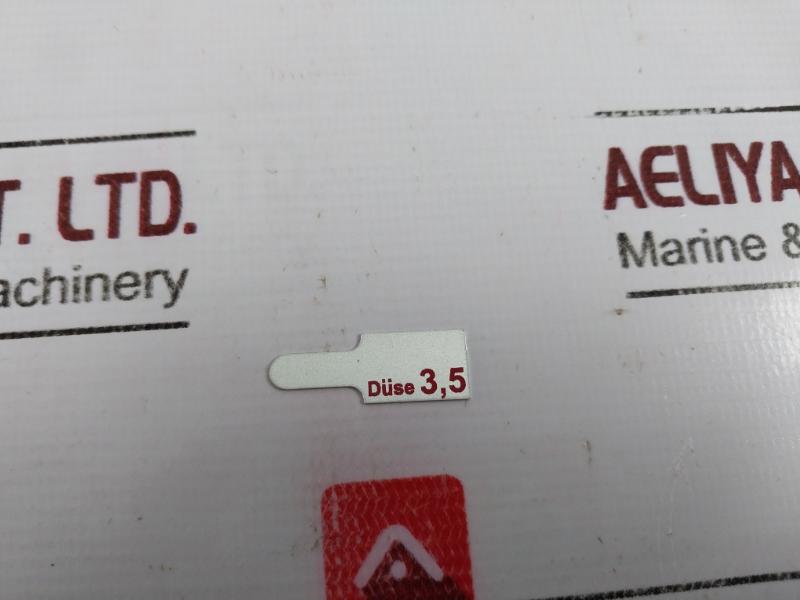 T. LTD.
achinery
AELIYA
Marine &
Düse 3,5